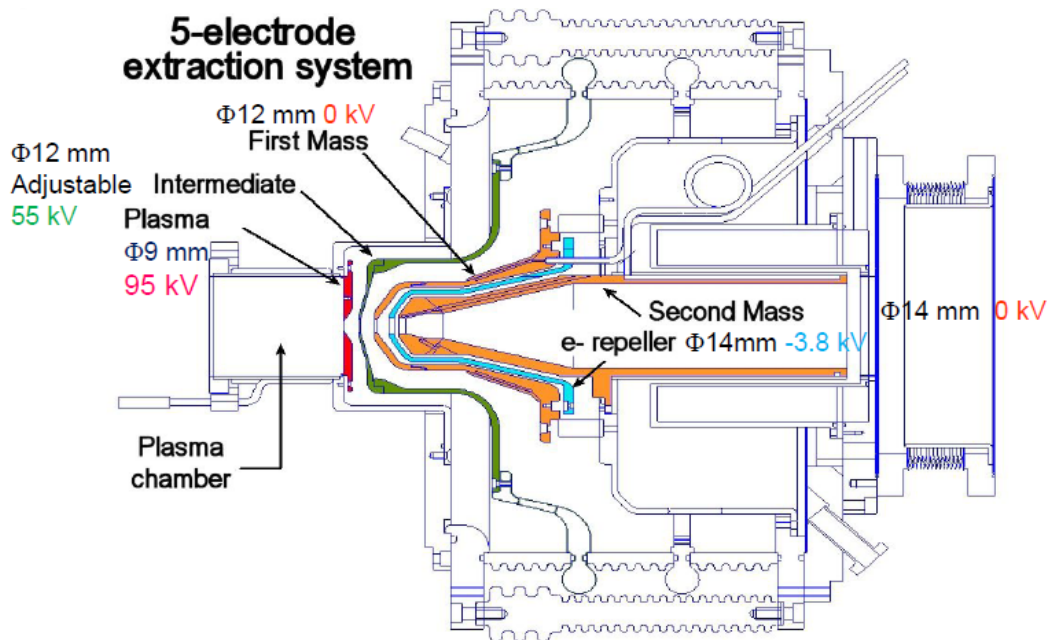 5-electrode
extraction system
Φ12 mm 0 kV
First Mass
Φ12 mm
Adjustable
55 kV
Intermediate
Plasma
Φ9 mm
95 kV
Second Mass
Φ14 mm 0 kV
e- repeller Φ14mm -3.8 kV
Plasma
chamber